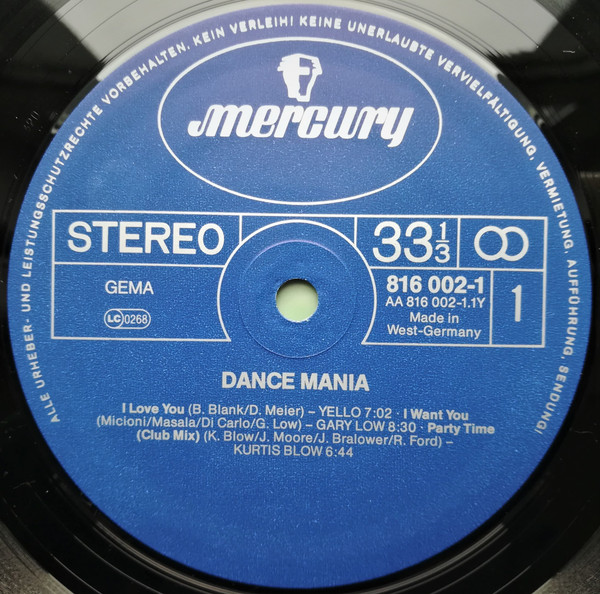 ALLE URHEBER- UND LEISTUNGSSCHUTZRECHTE VORBEHALTEN. KEIN VERLEIH! KEINE UNERLAUBTE VERVIELFÄLTIGUNG, VERMIETUNG, AUFFÜHRUNG, SENDUNG!
mercury
STEREO
33 1/3
GEMA
LC 0268
816 002-1
AA 816 002-1.1Y
Made in
West-Germany
1
DANCE MANIA
I Love You (B. Blank/D. Meier) – YELLO 7:02 · I Want You
(Micioni/Masala/Di Carlo/G. Low) – GARY LOW 8:30 · Party Time
(Club Mix) (K. Blow/J. Moore/J. Bralower/R. Ford) –
KURTIS BLOW 6:44